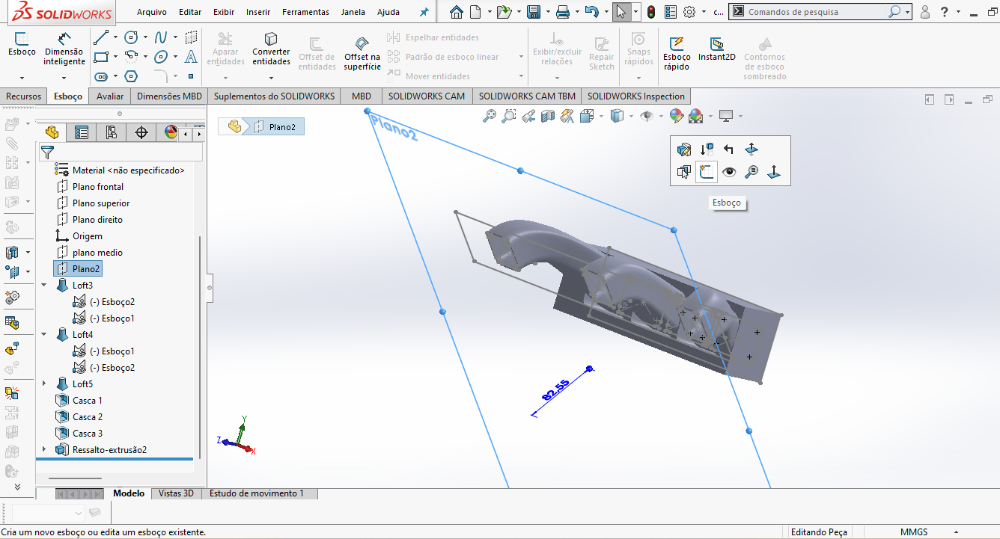 SOLIDWORKS
Arquivo Editar Exibir Inserir Ferramentas Janela Ajuda
c...
Comandos de pesquisa
?
Esboço
Dimensão inteligente
Aparar entidades
Converter entidades
Offset de entidades
Offset na superfície
Espelhar entidades
Padrão de esboço linear
Mover entidades
Exibir/excluir relações
Repair Sketch
Snaps rápidos
Esboço rápido
Instant2D
Contornos de esboço sombreado
Recursos Esboço Avaliar Dimensões MBD Suplementos do SOLIDWORKS MBD SOLIDWORKS CAM SOLIDWORKS CAM TBM SOLIDWORKS Inspection
Plano2
Plano2
Esboço
Material <não especificado>
Plano frontal
Plano superior
Plano direito
Origem
plano medio
Plano2
Loft3
(-) Esboço2
(-) Esboço1
Loft4
(-) Esboço1
(-) Esboço2
Loft5
Casca 1
Casca 2
Casca 3
Ressalto-extrusão2
82,55
Y
Z
X
Modelo Vistas 3D Estudo de movimento 1
Cria um novo esboço ou edita um esboço existente.
Editando Peça
MMGS